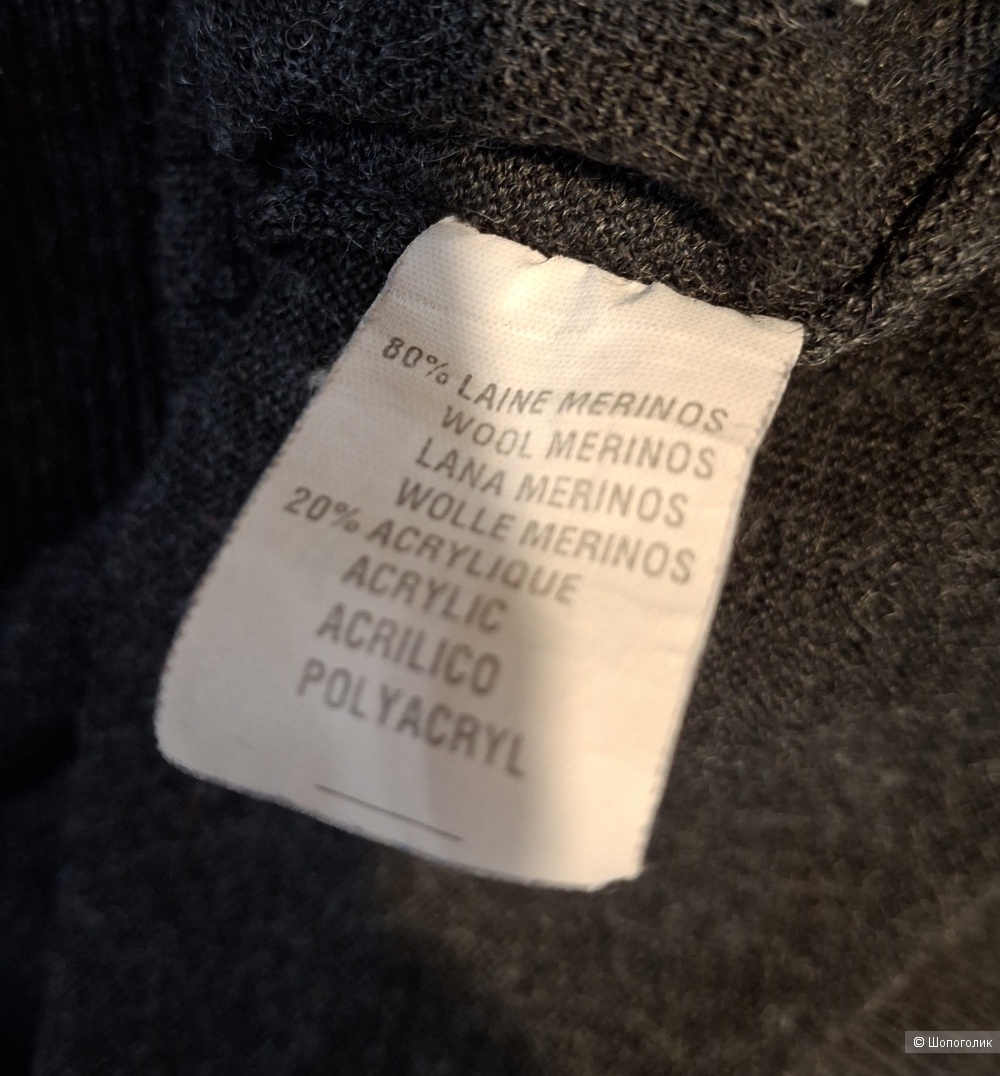 80% LAINE MERINOS
WOOL MERINOS
LANA MERINOS
WOLLE MERINOS
20% ACRYLIQUE
ACRYLIC
ACRILICO
POLYACRYL
© Шопоголик